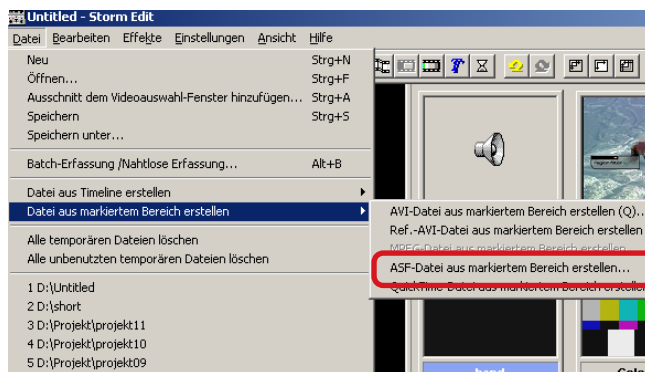 Untitled - Storm Edit
Datei Bearbeiten Effekte Einstellungen Ansicht Hilfe
Neu Strg+N
Öffnen... Strg+F
Ausschnitt dem Videoauswahl-Fenster hinzufügen... Strg+A
Speichern Strg+S
Speichern unter...
Batch-Erfassung /Nahtlose Erfassung... Alt+B
Datei aus Timeline erstellen
Datei aus markiertem Bereich erstellen
Alle temporären Dateien löschen
Alle unbenutzten temporären Dateien löschen
1 D:\Untitled
2 D:\short
3 D:\Projekt\projekt11
4 D:\Projekt\projekt10
5 D:\Projekt\projekt09
AVI-Datei aus markiertem Bereich erstellen (Q)...
Ref.-AVI-Datei aus markiertem Bereich erstellen
MPEG-Datei aus markiertem Bereich erstellen...
ASF-Datei aus markiertem Bereich erstellen...
QuickTime-Datei aus markiertem Bereich erstellen